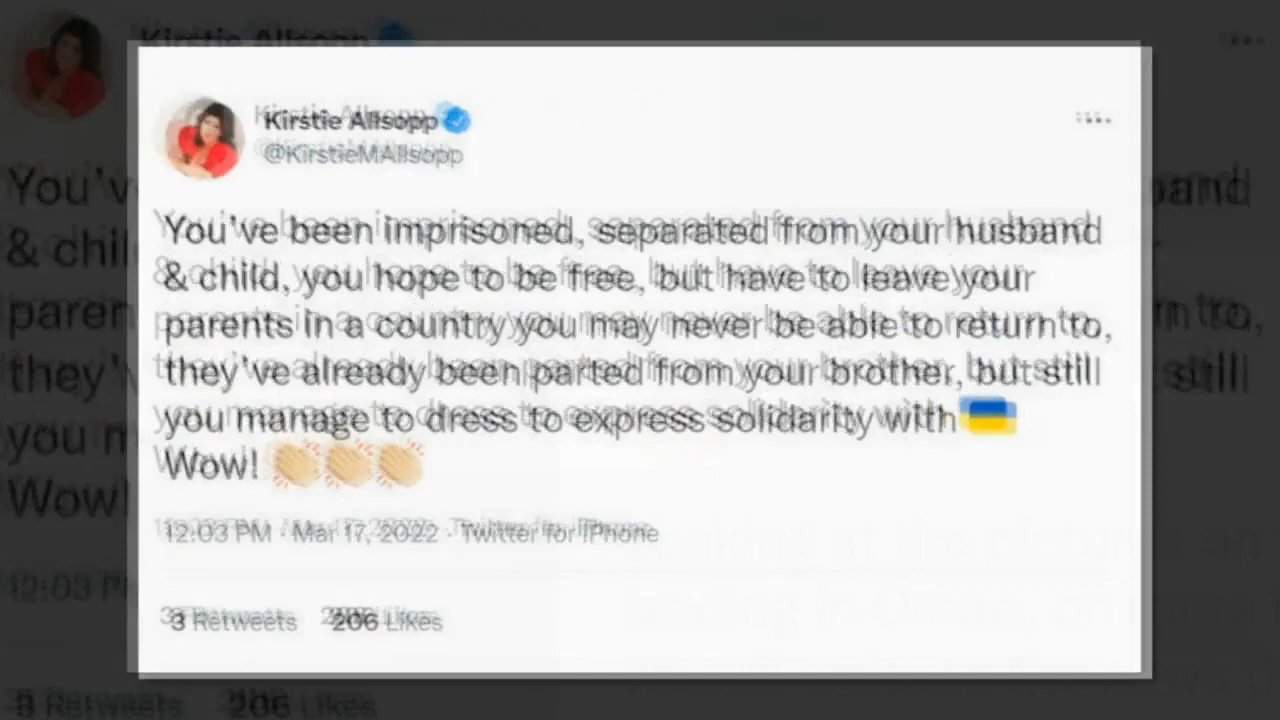 Kirstie Allsopp
@KirstieMAllsopp
You've been imprisoned, separated from your husband
& child, you hope to be free, but have to leave your
parents in a country you may never be able to return to,
they've already been parted from your brother, but still
you manage to dress to express solidarity with 🇺🇦
Wow! 👏🏼👏🏼👏🏼
12:03 PM · Mar 17, 2022 · Twitter for iPhone
3 Retweets 206 Likes